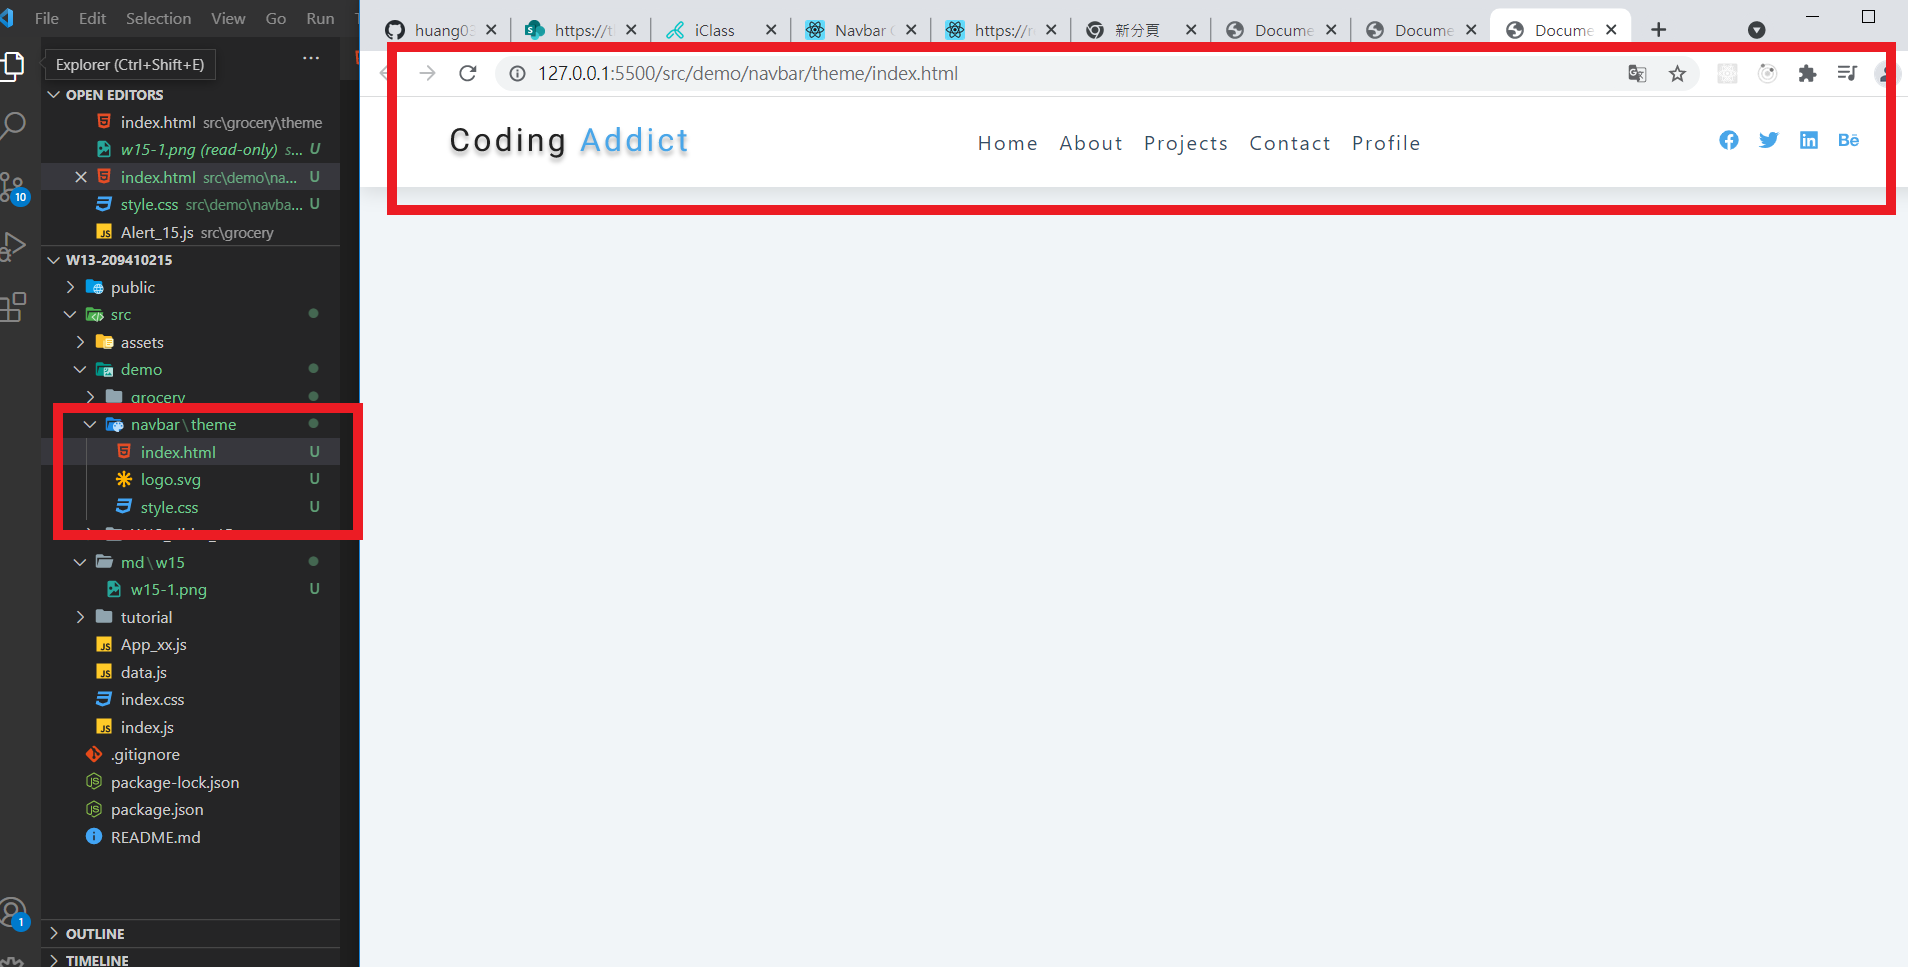 File Edit Selection View Go Run
Explorer (Ctrl+Shift+E)
OPEN EDITORS
index.html src\grocery\theme
w15-1.png (read-only) s... U
index.html src\demo\na... U
style.css src\demo\navba... U
Alert_15.js src\grocery
W13-209410215
public
src
assets
demo
grocery
navbar\theme
index.html U
logo.svg U
style.css U
md\w15
w15-1.png U
tutorial
App_xx.js
data.js
index.css
index.js
.gitignore
package-lock.json
package.json
README.md
OUTLINE
TIMELINE
10
1
huang03
https://t
iClass
Navbar
https://r
新分頁
Docume
Docume
Docume
127.0.0.1:5500/src/demo/navbar/theme/index.html
Coding Addict
Home About Projects Contact Profile
Bē